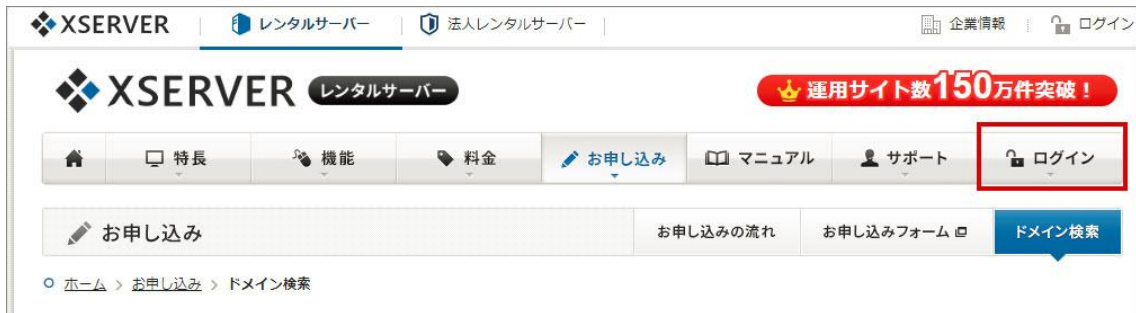 XSERVER レンタルサーバー 法人レンタルサーバー 企業情報 ログイン
XSERVER レンタルサーバー 運用サイト数150万件突破！
特長 機能 料金 お申し込み マニュアル サポート ログイン
お申し込み お申し込みの流れ お申し込みフォーム ドメイン検索
ホーム > お申し込み > ドメイン検索